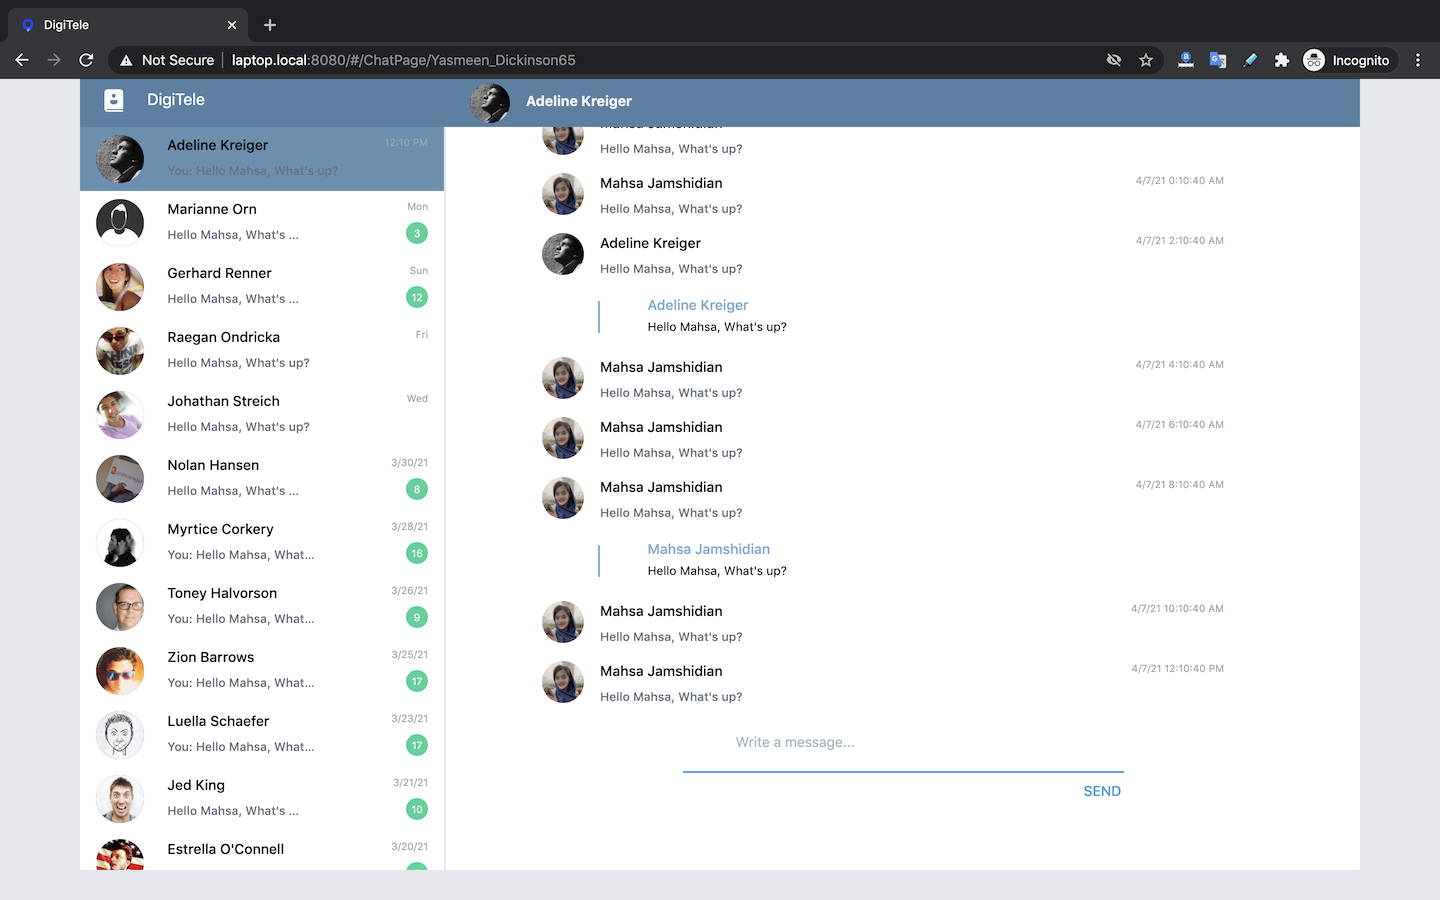 DigiTele
Not Secure
laptop.local:8080/#/ChatPage/Yasmeen_Dickinson65
Incognito
DigiTele
Adeline Kreiger
Adeline Kreiger
12:10 PM
You: Hello Mahsa, What's up?
Marianne Orn
Mon
Hello Mahsa, What's ...
3
Gerhard Renner
Sun
Hello Mahsa, What's ...
12
Raegan Ondricka
Fri
Hello Mahsa, What's up?
Johathan Streich
Wed
Hello Mahsa, What's up?
Nolan Hansen
3/30/21
Hello Mahsa, What's ...
8
Myrtice Corkery
3/28/21
You: Hello Mahsa, What...
16
Toney Halvorson
3/26/21
You: Hello Mahsa, What...
9
Zion Barrows
3/25/21
You: Hello Mahsa, What...
17
Luella Schaefer
3/23/21
You: Hello Mahsa, What...
17
Jed King
3/21/21
Hello Mahsa, What's ...
10
Estrella O'Connell
3/20/21
Mahsa Jamshidian
Hello Mahsa, What's up?
Mahsa Jamshidian
4/7/21 0:10:40 AM
Hello Mahsa, What's up?
Adeline Kreiger
4/7/21 2:10:40 AM
Hello Mahsa, What's up?
Adeline Kreiger
Hello Mahsa, What's up?
Mahsa Jamshidian
4/7/21 4:10:40 AM
Hello Mahsa, What's up?
Mahsa Jamshidian
4/7/21 6:10:40 AM
Hello Mahsa, What's up?
Mahsa Jamshidian
4/7/21 8:10:40 AM
Hello Mahsa, What's up?
Mahsa Jamshidian
Hello Mahsa, What's up?
Mahsa Jamshidian
4/7/21 10:10:40 AM
Hello Mahsa, What's up?
Mahsa Jamshidian
4/7/21 12:10:40 PM
Hello Mahsa, What's up?
Write a message...
SEND